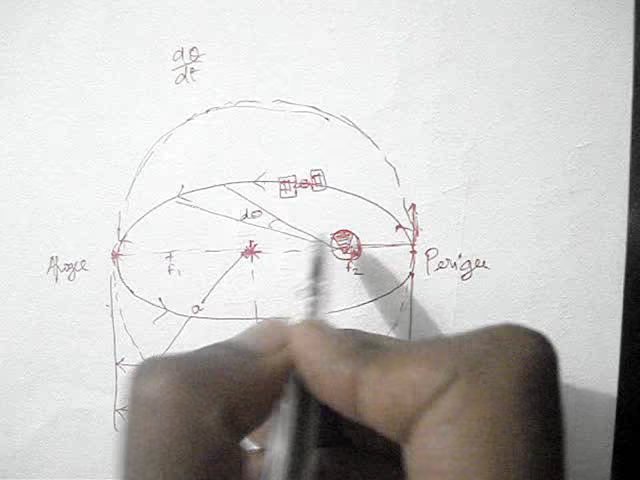 dθ
dt
dθ
Apogee
f₁
f₂
Perigee
a